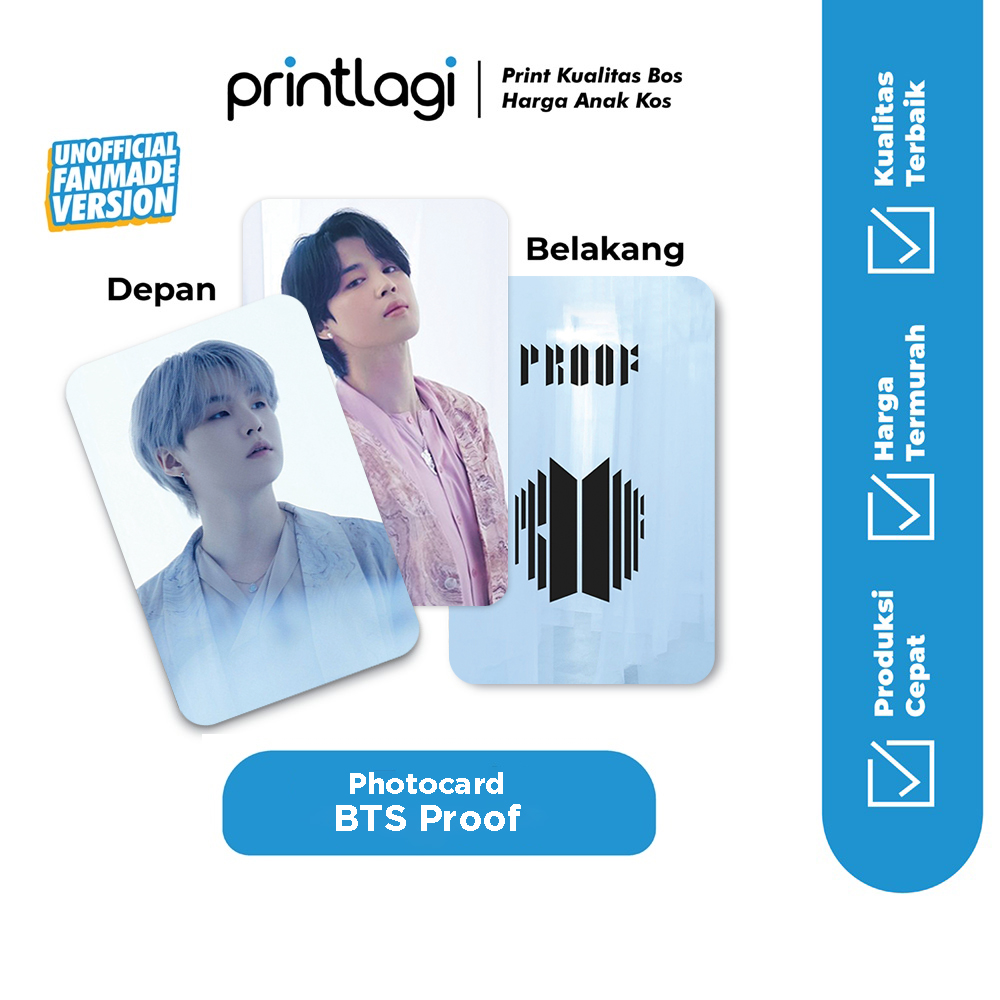 printlagi
Print Kualitas Bos
Harga Anak Kos
UNOFFICIAL
FANMADE
VERSION
Depan
Belakang
PROOF
Photocard
BTS Proof
Kualitas
Terbaik
Harga
Termurah
Produksi
Cepat